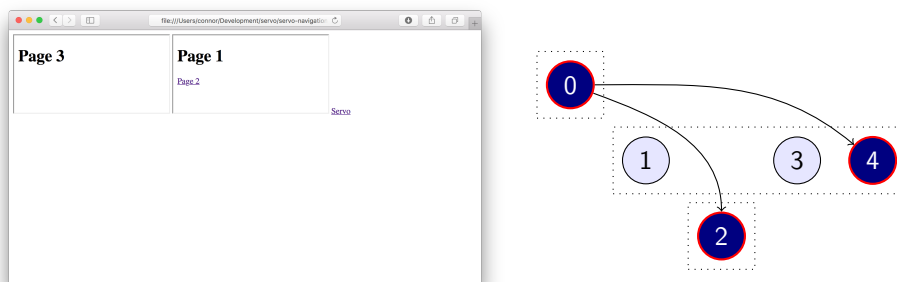 file:///Users/connor/Development/servo/servo-navigation
Page 3
Page 1
Page 2
Servo
0
1
3
4
2